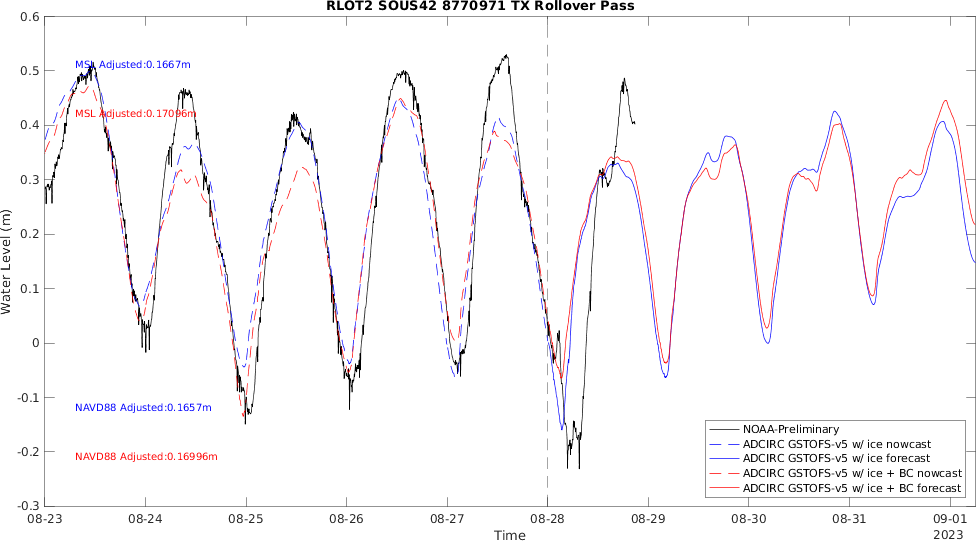 RLOT2 SOUS42 8770971 TX Rollover Pass
0.6
0.5
0.4
0.3
0.2
0.1
0
-0.1
-0.2
-0.3
Water Level (m)
MSL Adjusted:0.1667m
MSL Adjusted:0.17096m
NAVD88 Adjusted:0.1657m
NAVD88 Adjusted:0.16996m
NOAA-Preliminary
ADCIRC GSTOFS-v5 w/ ice nowcast
ADCIRC GSTOFS-v5 w/ ice forecast
ADCIRC GSTOFS-v5 w/ ice + BC nowcast
ADCIRC GSTOFS-v5 w/ ice + BC forecast
08-23 08-24 08-25 08-26 08-27 08-28 08-29 08-30 08-31 09-01
Time 2023